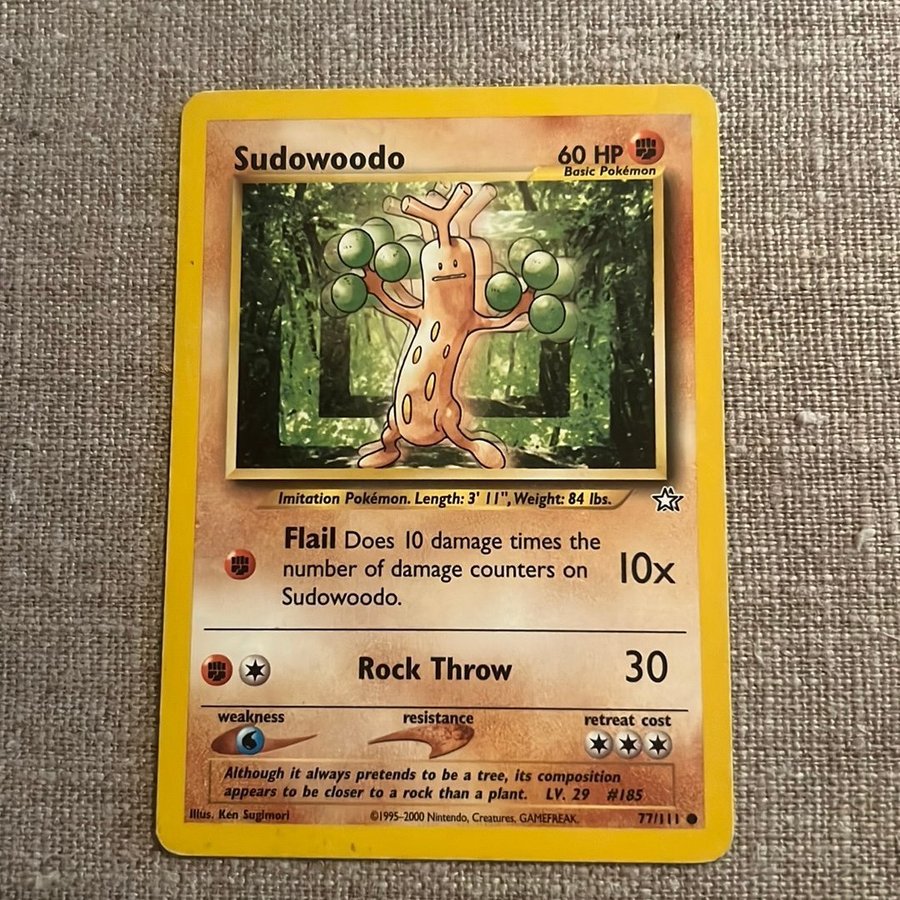 Sudowoodo
60 HP
Basic Pokémon
Imitation Pokémon. Length: 3' 11", Weight: 84 lbs.
Flail Does 10 damage times the
number of damage counters on
Sudowoodo.
10x
Rock Throw
30
weakness
resistance
retreat cost
Although it always pretends to be a tree, its composition
appears to be closer to a rock than a plant. LV. 29 #185
Illus. Ken Sugimori
©1995-2000 Nintendo, Creatures, GAMEFREAK.
77/111